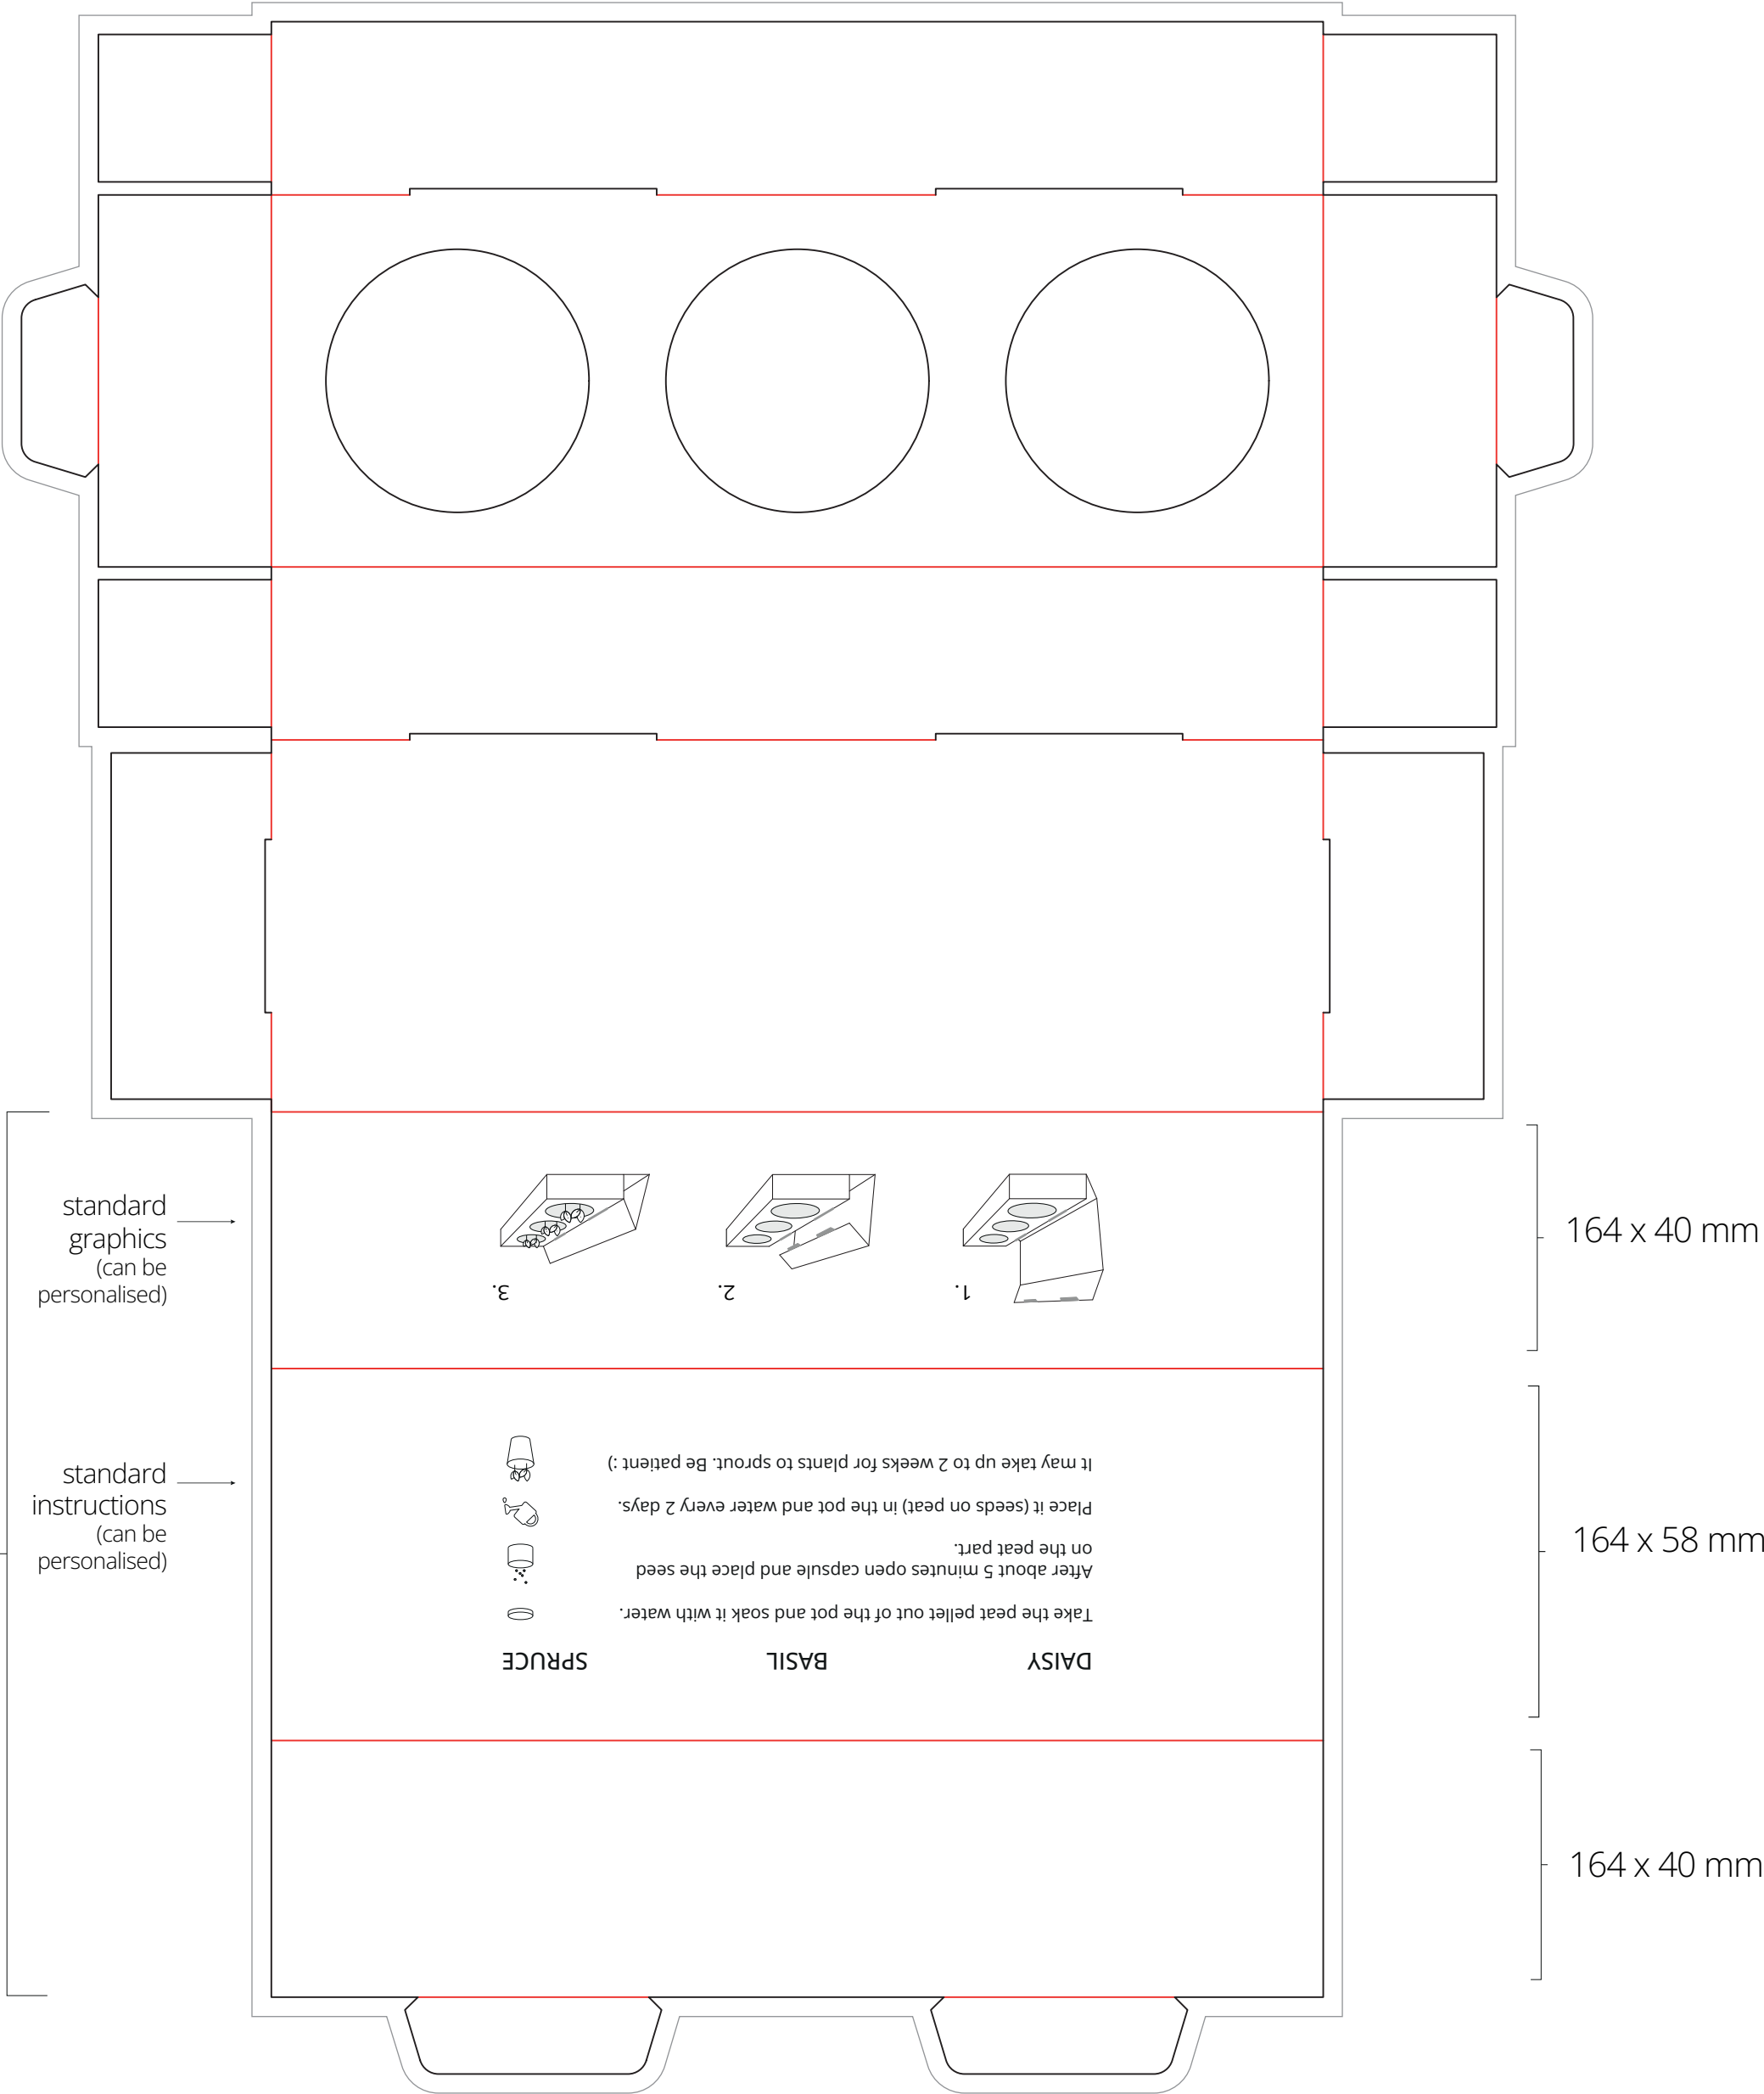 standard
graphics
(can be
personalised)
164 x 40 mm
1.
2.
3.
standard
instructions
(can be
personalised)
164 x 58 mm
DAISY BASIL SPRUCE
Take the peat pellet out of the pot and soak it with water.
After about 5 minutes open capsule and place the seed
on the peat part.
Place it (seeds on peat) in the pot and water every 2 days.
It may take up to 2 weeks for plants to sprout. Be patient :)
164 x 40 mm